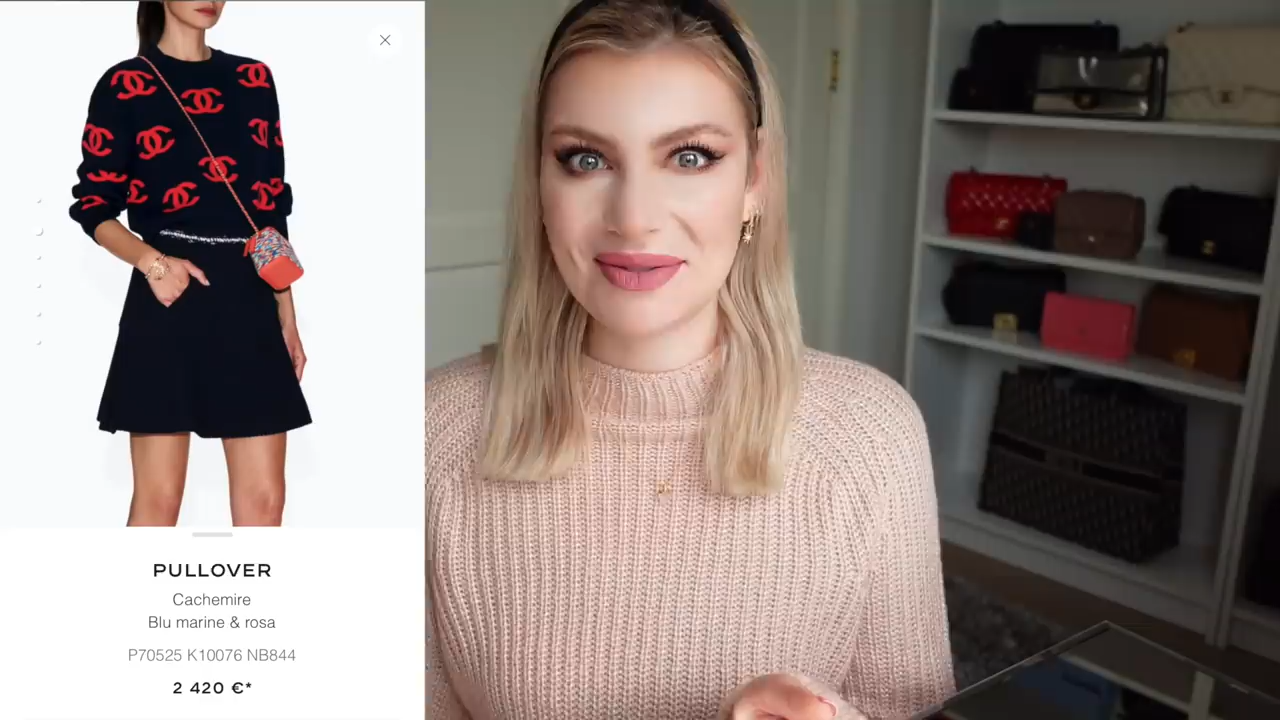 PULLOVER
Cachemire
Blu marine & rosa
P70525 K10076 NB844
2 420 €*